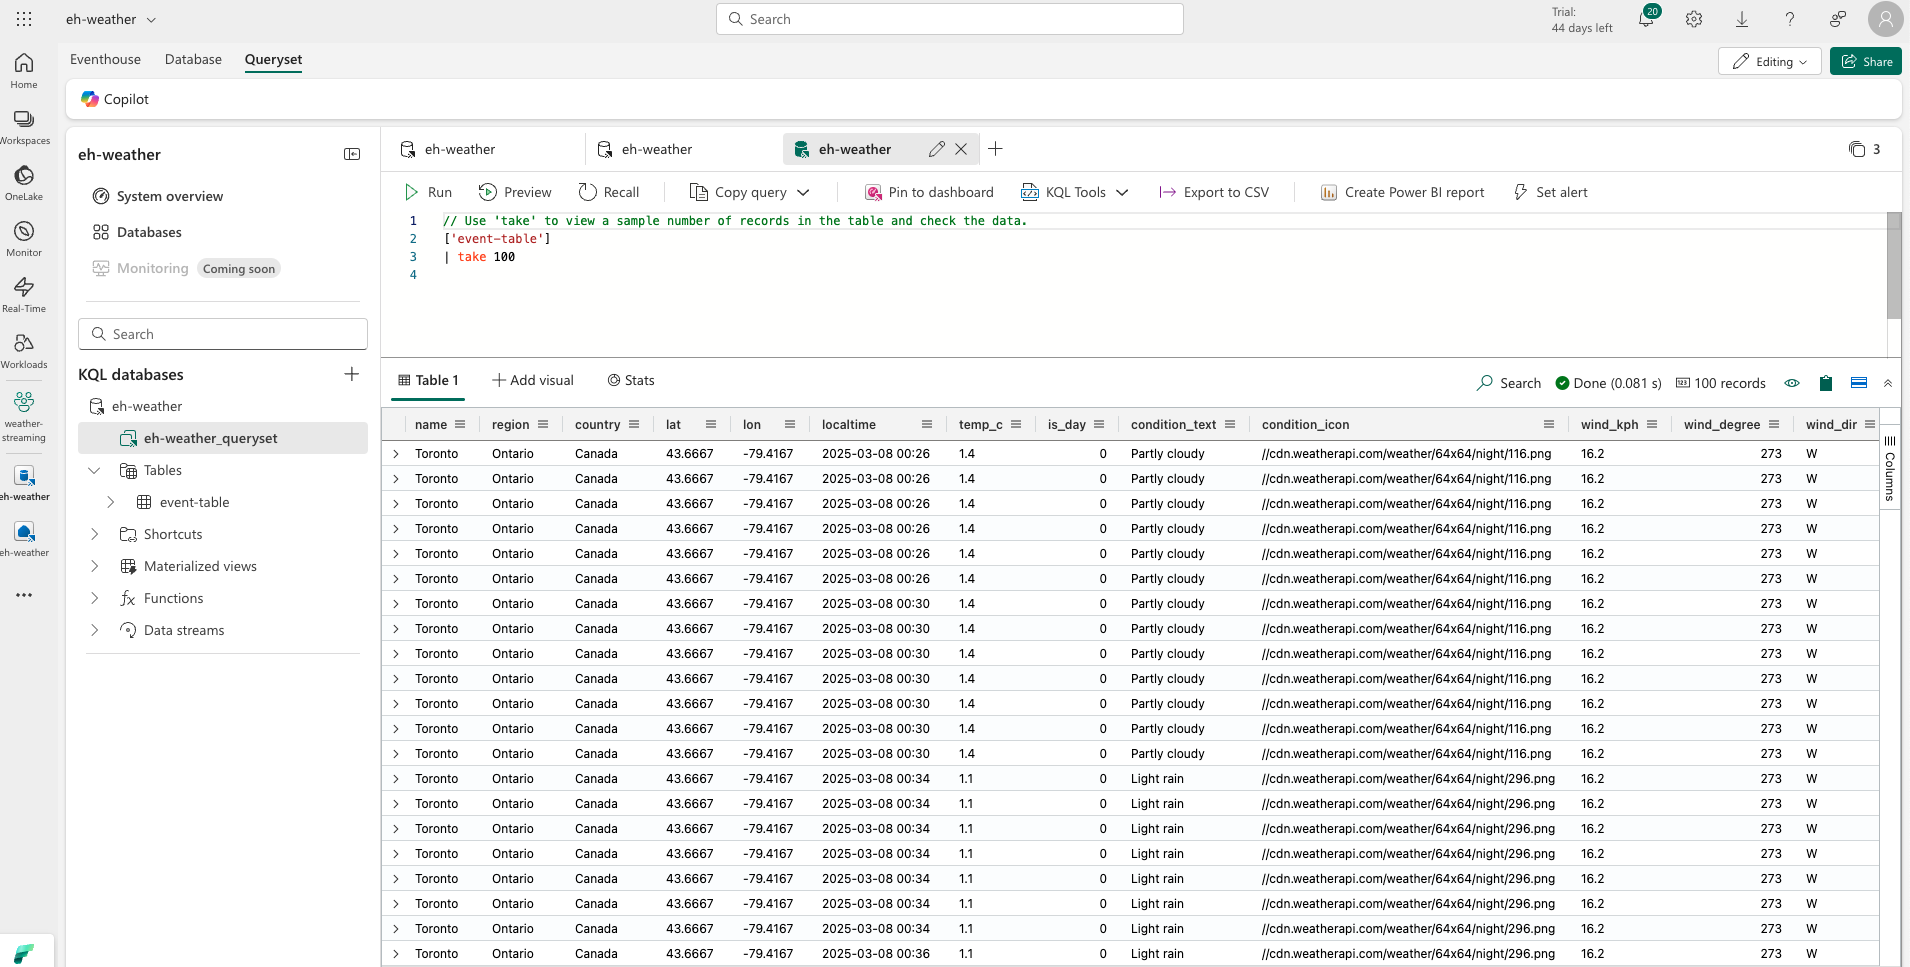 eh-weather
Search
Trial:
44 days left
20
Eventhouse Database Queryset
Editing
Share
Copilot
Home
Workspaces
OneLake
Monitor
Real-Time
Workloads
weather-
streaming
eh-weather
eh-weather
eh-weather
System overview
Databases
Monitoring Coming soon
Search
KQL databases
eh-weather
eh-weather_queryset
Tables
event-table
Shortcuts
Materialized views
Functions
Data streams
eh-weather eh-weather eh-weather 3
Run Preview Recall Copy query Pin to dashboard KQL Tools Export to CSV Create Power BI report Set alert
1 // Use 'take' to view a sample number of records in the table and check the data.
2 ['event-table']
3 | take 100
4
Table 1 Add visual Stats Search Done (0.081 s) 100 records
name region country lat lon localtime temp_c is_day condition_text condition_icon wind_kph wind_degree wind_dir
Columns
Toronto Ontario Canada 43.6667 -79.4167 2025-03-08 00:26 1.4 0 Partly cloudy //cdn.weatherapi.com/weather/64x64/night/116.png 16.2 273 W
Toronto Ontario Canada 43.6667 -79.4167 2025-03-08 00:26 1.4 0 Partly cloudy //cdn.weatherapi.com/weather/64x64/night/116.png 16.2 273 W
Toronto Ontario Canada 43.6667 -79.4167 2025-03-08 00:26 1.4 0 Partly cloudy //cdn.weatherapi.com/weather/64x64/night/116.png 16.2 273 W
Toronto Ontario Canada 43.6667 -79.4167 2025-03-08 00:26 1.4 0 Partly cloudy //cdn.weatherapi.com/weather/64x64/night/116.png 16.2 273 W
Toronto Ontario Canada 43.6667 -79.4167 2025-03-08 00:26 1.4 0 Partly cloudy //cdn.weatherapi.com/weather/64x64/night/116.png 16.2 273 W
Toronto Ontario Canada 43.6667 -79.4167 2025-03-08 00:26 1.4 0 Partly cloudy //cdn.weatherapi.com/weather/64x64/night/116.png 16.2 273 W
Toronto Ontario Canada 43.6667 -79.4167 2025-03-08 00:30 1.4 0 Partly cloudy //cdn.weatherapi.com/weather/64x64/night/116.png 16.2 273 W
Toronto Ontario Canada 43.6667 -79.4167 2025-03-08 00:30 1.4 0 Partly cloudy //cdn.weatherapi.com/weather/64x64/night/116.png 16.2 273 W
Toronto Ontario Canada 43.6667 -79.4167 2025-03-08 00:30 1.4 0 Partly cloudy //cdn.weatherapi.com/weather/64x64/night/116.png 16.2 273 W
Toronto Ontario Canada 43.6667 -79.4167 2025-03-08 00:30 1.4 0 Partly cloudy //cdn.weatherapi.com/weather/64x64/night/116.png 16.2 273 W
Toronto Ontario Canada 43.6667 -79.4167 2025-03-08 00:30 1.4 0 Partly cloudy //cdn.weatherapi.com/weather/64x64/night/116.png 16.2 273 W
Toronto Ontario Canada 43.6667 -79.4167 2025-03-08 00:30 1.4 0 Partly cloudy //cdn.weatherapi.com/weather/64x64/night/116.png 16.2 273 W
Toronto Ontario Canada 43.6667 -79.4167 2025-03-08 00:30 1.4 0 Partly cloudy //cdn.weatherapi.com/weather/64x64/night/116.png 16.2 273 W
Toronto Ontario Canada 43.6667 -79.4167 2025-03-08 00:34 1.1 0 Light rain //cdn.weatherapi.com/weather/64x64/night/296.png 16.2 273 W
Toronto Ontario Canada 43.6667 -79.4167 2025-03-08 00:34 1.1 0 Light rain //cdn.weatherapi.com/weather/64x64/night/296.png 16.2 273 W
Toronto Ontario Canada 43.6667 -79.4167 2025-03-08 00:34 1.1 0 Light rain //cdn.weatherapi.com/weather/64x64/night/296.png 16.2 273 W
Toronto Ontario Canada 43.6667 -79.4167 2025-03-08 00:34 1.1 0 Light rain //cdn.weatherapi.com/weather/64x64/night/296.png 16.2 273 W
Toronto Ontario Canada 43.6667 -79.4167 2025-03-08 00:34 1.1 0 Light rain //cdn.weatherapi.com/weather/64x64/night/296.png 16.2 273 W
Toronto Ontario Canada 43.6667 -79.4167 2025-03-08 00:34 1.1 0 Light rain //cdn.weatherapi.com/weather/64x64/night/296.png 16.2 273 W
Toronto Ontario Canada 43.6667 -79.4167 2025-03-08 00:34 1.1 0 Light rain //cdn.weatherapi.com/weather/64x64/night/296.png 16.2 273 W
Toronto Ontario Canada 43.6667 -79.4167 2025-03-08 00:36 1.1 0 Light rain //cdn.weatherapi.com/weather/64x64/night/296.png 16.2 273 W